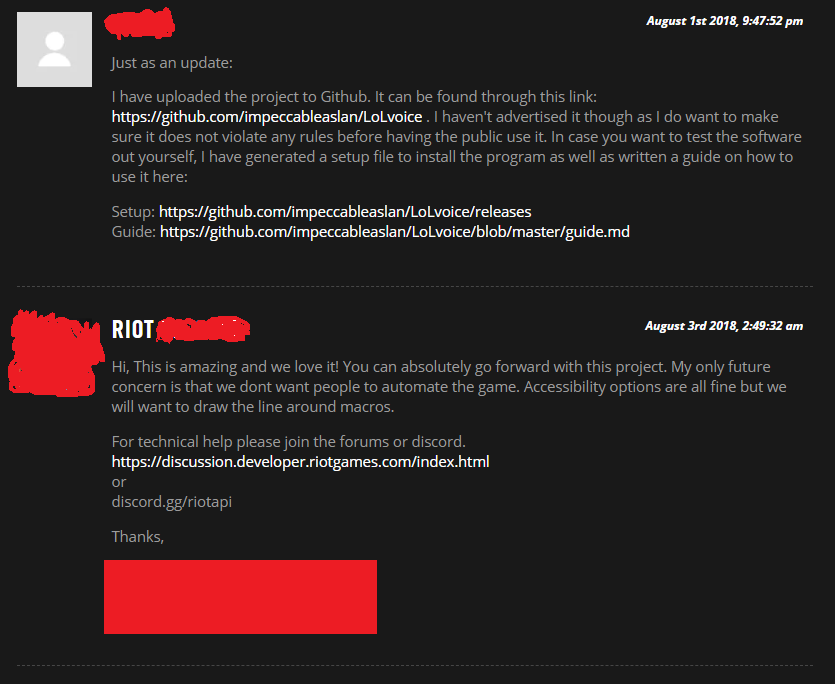 August 1st 2018, 9:47:52 pm
Just as an update:
I have uploaded the project to Github. It can be found through this link:
https://github.com/impeccableaslan/LoLvoice . I haven't advertised it though as I do want to make
sure it does not violate any rules before having the public use it. In case you want to test the software
out yourself, I have generated a setup file to install the program as well as written a guide on how to
use it here:
Setup: https://github.com/impeccableaslan/LoLvoice/releases
Guide: https://github.com/impeccableaslan/LoLvoice/blob/master/guide.md
RIOT
August 3rd 2018, 2:49:32 am
Hi, This is amazing and we love it! You can absolutely go forward with this project. My only future
concern is that we dont want people to automate the game. Accessibility options are all fine but we
will want to draw the line around macros.
For technical help please join the forums or discord.
https://discussion.developer.riotgames.com/index.html
or
discord.gg/riotapi
Thanks,